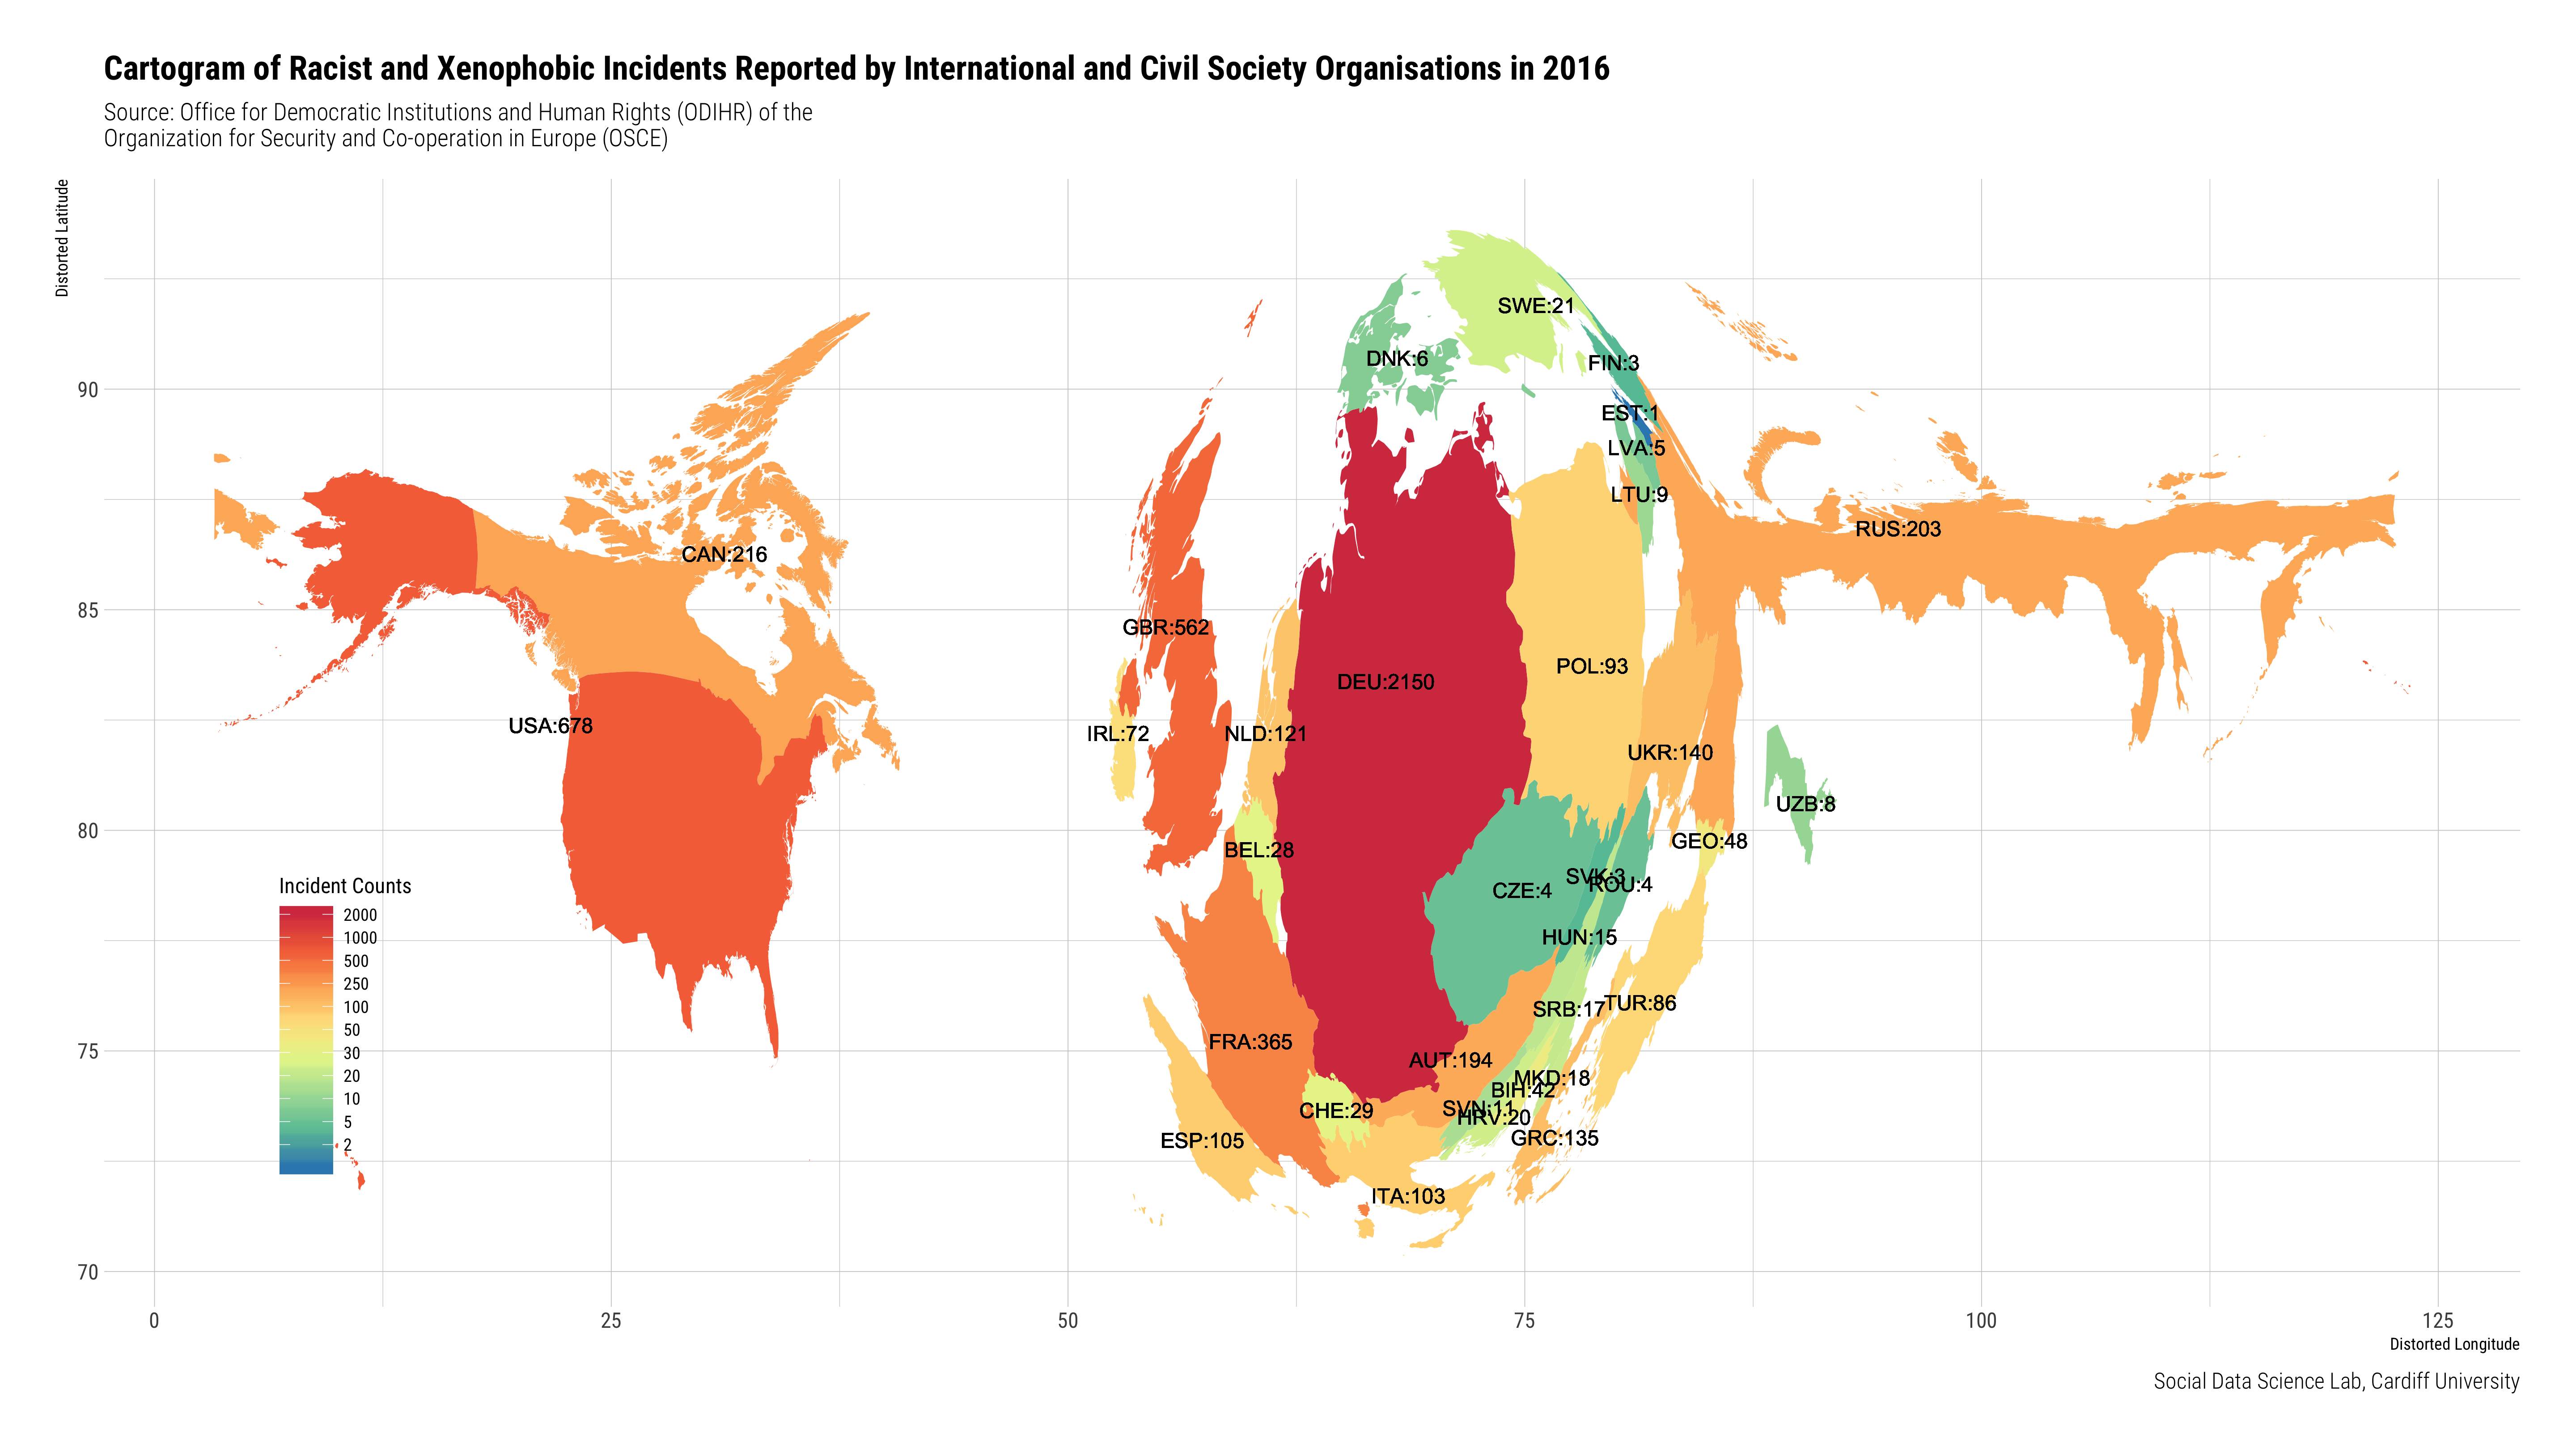 Cartogram of Racist and Xenophobic Incidents Reported by International and Civil Society Organisations in 2016
Source: Office for Democratic Institutions and Human Rights (ODIHR) of the
Organization for Security and Co-operation in Europe (OSCE)
Distorted Latitude
90
85
80
75
70
SWE:21
DNK:6
FIN:3
EST:1
LVA:5
LTU:9
RUS:203
CAN:216
GBR:562
POL:93
DEU:2150
USA:678
IRL:72
NLD:121
UKR:140
UZB:8
GEO:48
BEL:28
SVK:3
ROU:4
CZE:4
HUN:15
TUR:86
SRB:17
FRA:365
AUT:194
MKD:18
BIH:42
SVN:11
HRV:20
CHE:29
GRC:135
ESP:105
ITA:103
Incident Counts
2000
1000
500
250
100
50
30
20
10
5
2
0
25
50
75
100
125
Distorted Longitude
Social Data Science Lab, Cardiff University